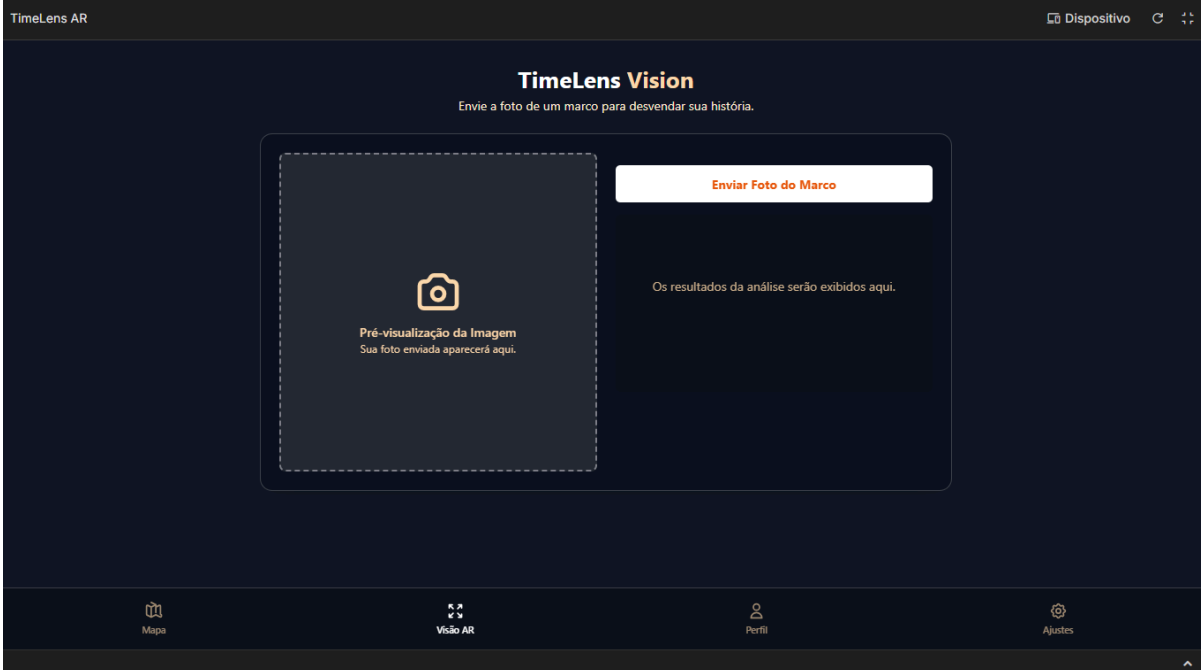 TimeLens AR
Dispositivo
TimeLens Vision
Envie a foto de um marco para desvendar sua história.
Pré-visualização da Imagem
Sua foto enviada aparecerá aqui.
Enviar Foto do Marco
Os resultados da análise serão exibidos aqui.
Mapa
Visão AR
Perfil
Ajustes